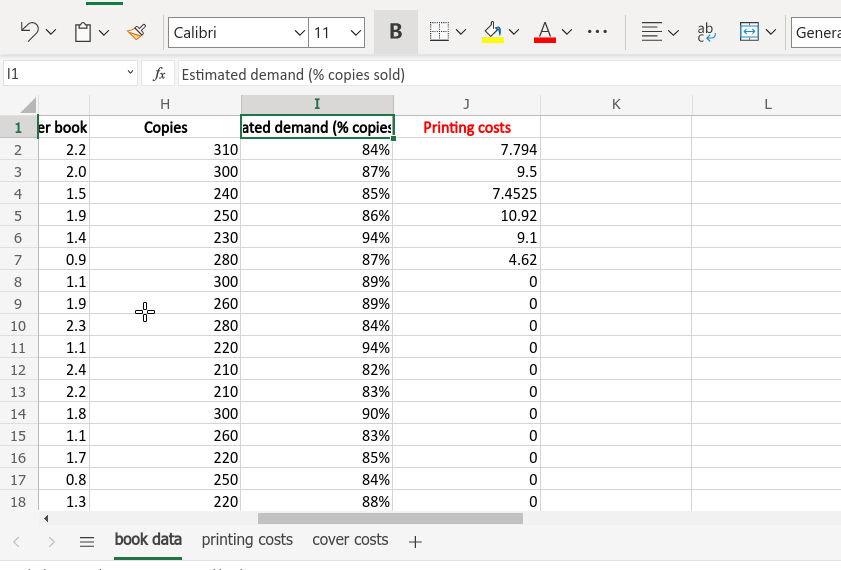 Calibri 11 B A ... ab Genera
I1 fx Estimated demand (% copies sold)
H I J K L
1 er book Copies ated demand (% copies Printing costs
2 2.2 310 84% 7.794
3 2.0 300 87% 9.5
4 1.5 240 85% 7.4525
5 1.9 250 86% 10.92
6 1.4 230 94% 9.1
7 0.9 280 87% 4.62
8 1.1 300 89% 0
9 1.9 260 89% 0
10 2.3 280 84% 0
11 1.1 220 94% 0
12 2.4 210 82% 0
13 2.2 210 83% 0
14 1.8 300 90% 0
15 1.1 260 83% 0
16 1.7 220 85% 0
17 0.8 250 84% 0
18 1.3 220 88% 0
book data printing costs cover costs +